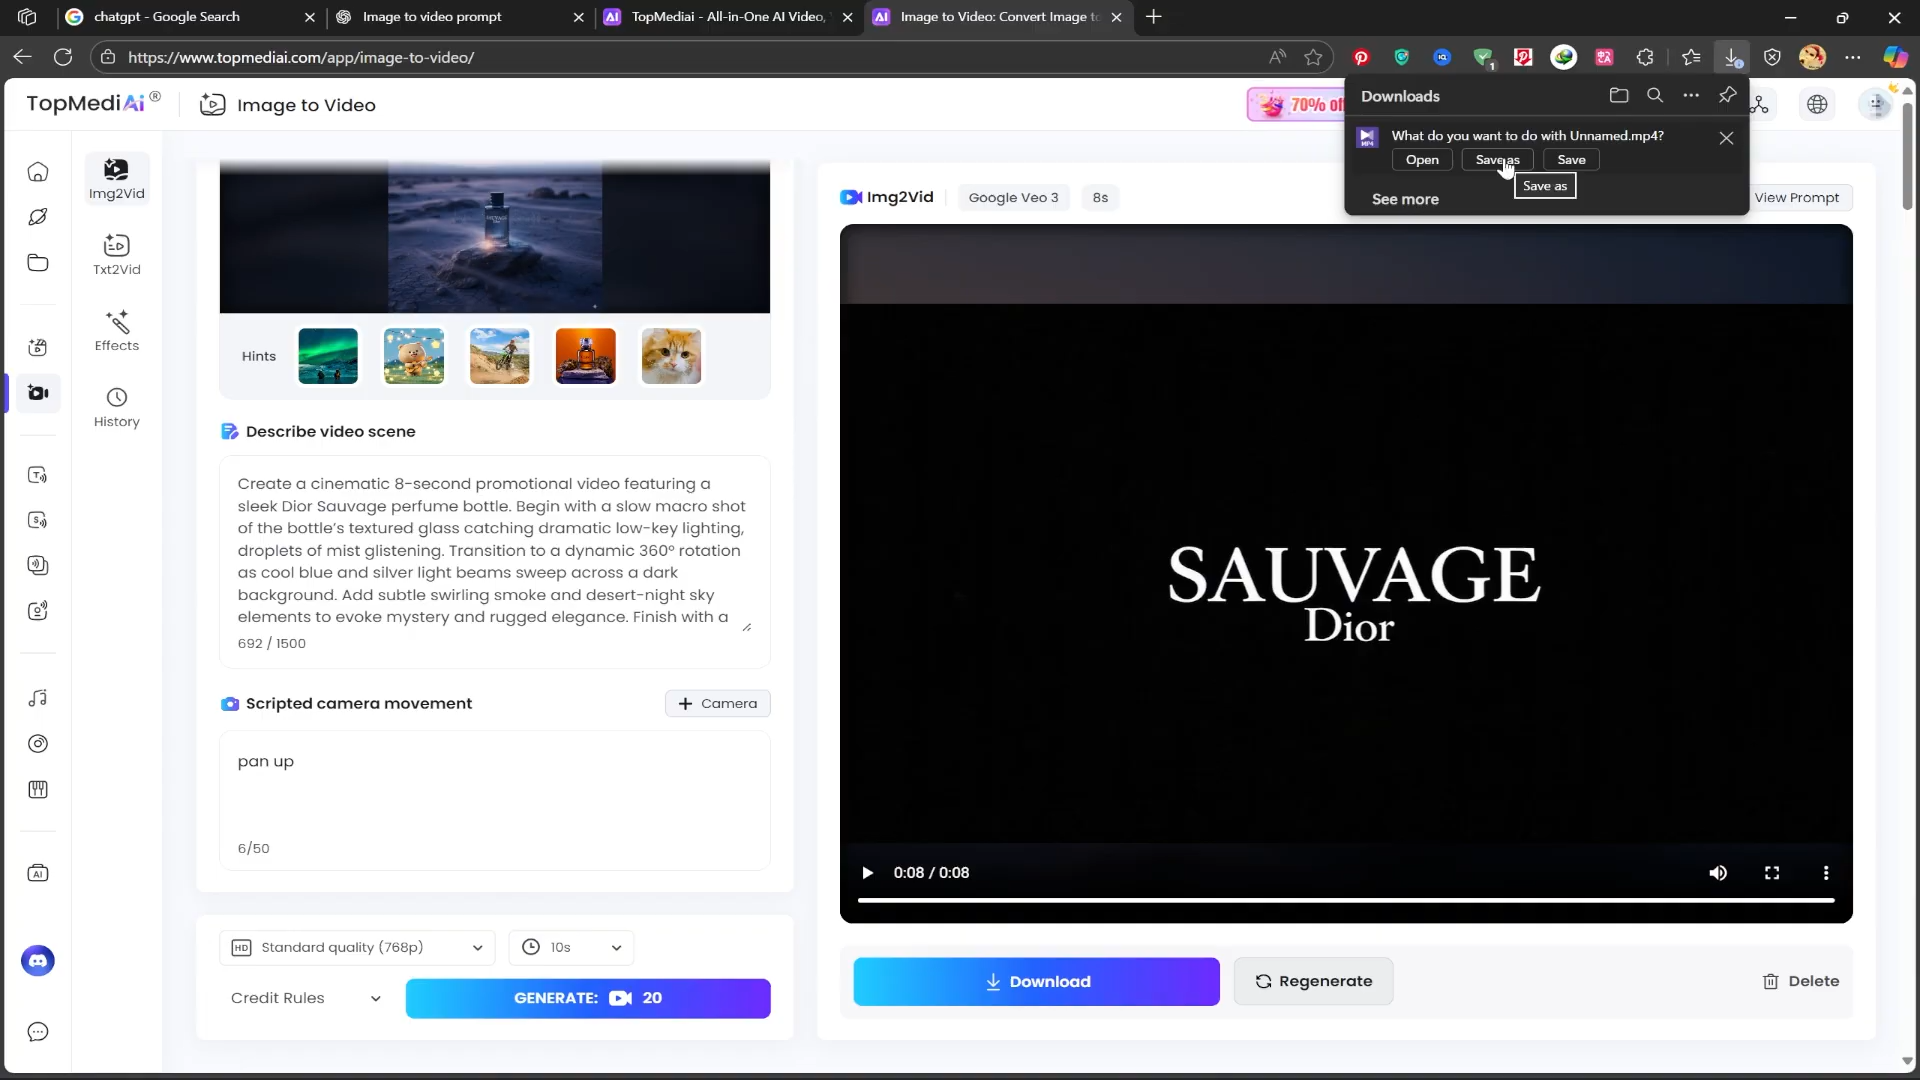 chatgpt - Google Search
Image to video prompt
TopMediai - All-in-One AI Video,
Image to Video: Convert Image to
https://www.topmediai.com/app/image-to-video/
1
TopMediAi ®
Image to Video
70% off
Downloads
What do you want to do with Unnamed.mp4?
Open
Save as
Save
Save as
See more
Img2Vid
Txt2Vid
Effects
History
SAUVAGE
Hints
Describe video scene
Create a cinematic 8-second promotional video featuring a
sleek Dior Sauvage perfume bottle. Begin with a slow macro shot
of the bottle's textured glass catching dramatic low-key lighting,
droplets of mist glistening. Transition to a dynamic 360° rotation
as cool blue and silver light beams sweep across a dark
background. Add subtle swirling smoke and desert-night sky
elements to evoke mystery and rugged elegance. Finish with a
692 / 1500
Scripted camera movement
Camera
pan up
6/50
HD
Standard quality (768p)
10s
Credit Rules
GENERATE: 20
Img2Vid
Google Veo 3
8s
View Prompt
SAUVAGE
Dior
0:08 / 0:08
Download
Regenerate
Delete